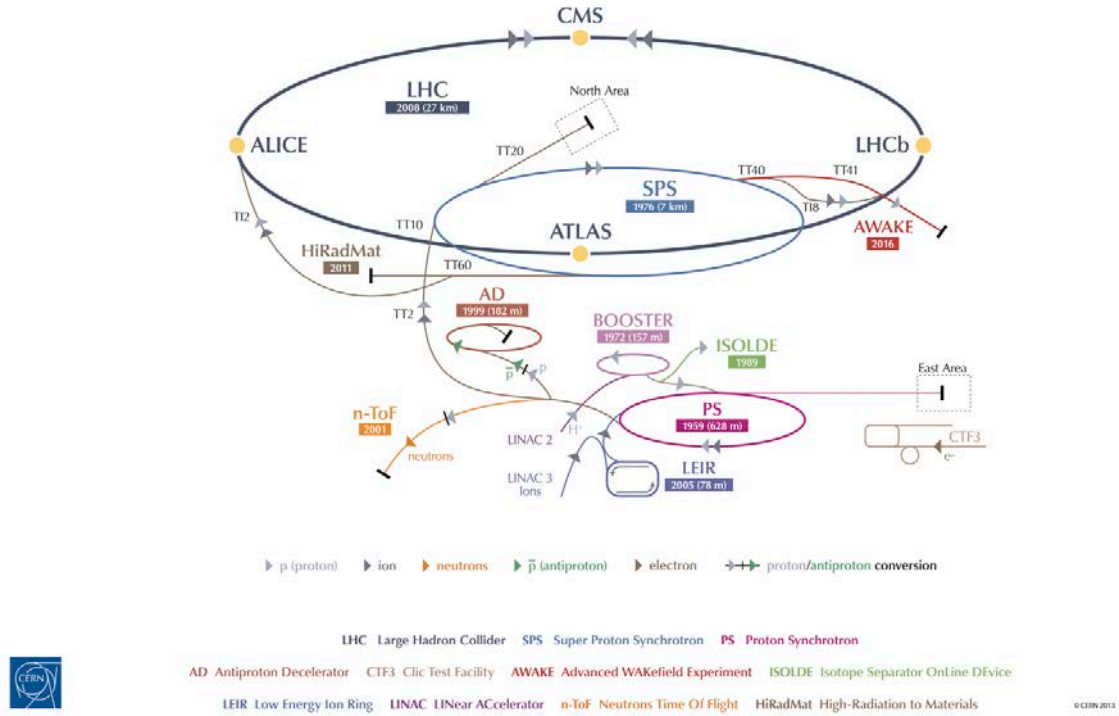 CMS
LHC
2008 (27 km)
North Area
ALICE
TT20
LHCb
TT40
TT41
SPS
1976 (7 km)
TI2
TI8
TT10
AWAKE
2016
ATLAS
HiRadMat
2011
TT60
AD
1999 (182 m)
TT2
BOOSTER
1972 (157 m)
ISOLDE
1989
p̅
p
East Area
n-ToF
2001
PS
1959 (628 m)
H⁻
LINAC 2
CTF3
neutrons
e-
LINAC 3
Ions
LEIR
2005 (78 m)
p (proton) ion neutrons p̅ (antiproton) electron proton/antiproton conversion
LHC Large Hadron Collider SPS Super Proton Synchrotron PS Proton Synchrotron
AD Antiproton Decelerator CTF3 Clic Test Facility AWAKE Advanced WAKefield Experiment ISOLDE Isotope Separator OnLine DEvice
CERN
LEIR Low Energy Ion Ring LINAC LINear ACcelerator n-ToF Neutrons Time Of Flight HiRadMat High-Radiation to Materials
© CERN 2013